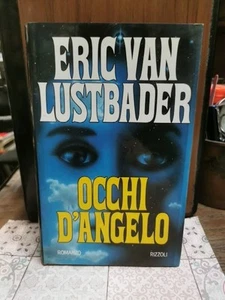 ERIC VAN
LUSTBADER
OCCHI
D'ANGELO
ROMANZO RIZZOLI